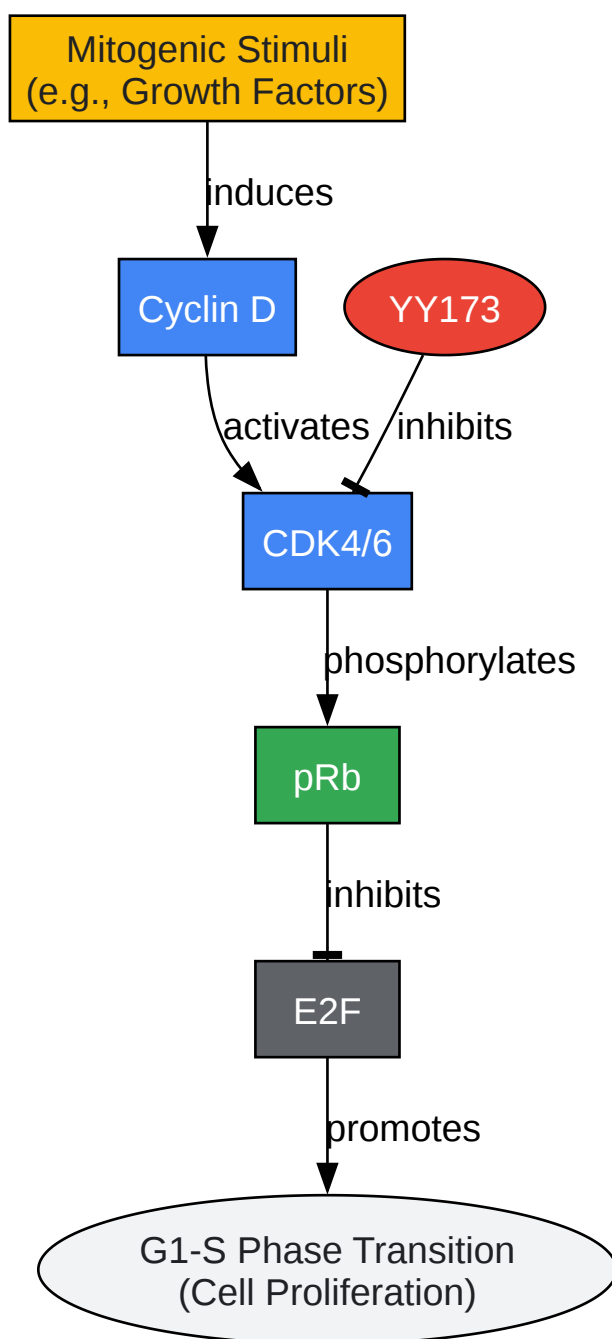 Mitogenic Stimuli
(e.g., Growth Factors)
induces
Cyclin D
YY173
activates
inhibits
CDK4/6
phosphorylates
pRb
inhibits
E2F
promotes
G1-S Phase Transition
(Cell Proliferation)